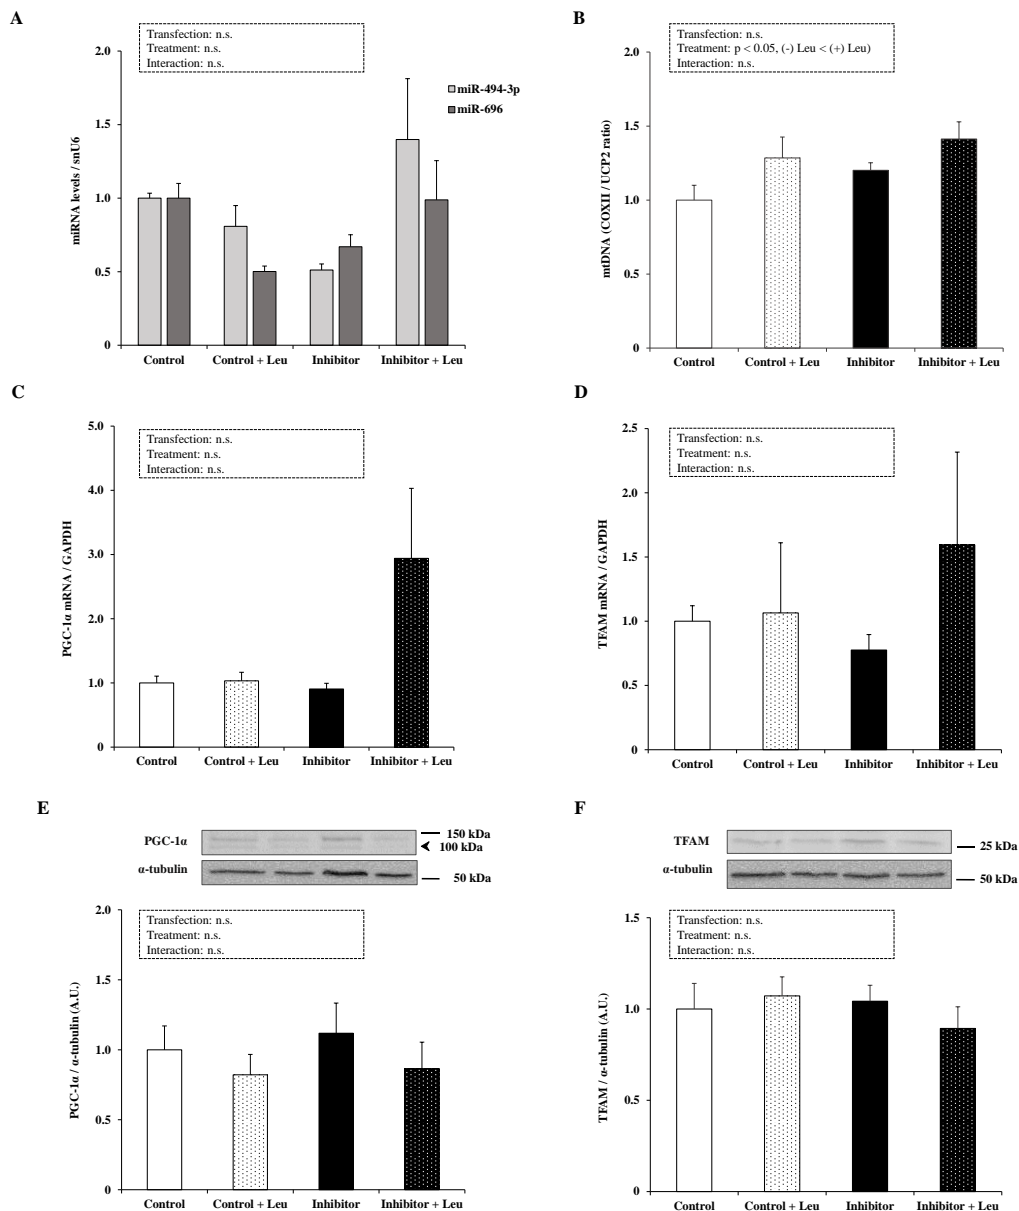 A
Transfection: n.s.
Treatment: n.s.
Interaction: n.s.
miR-494-3p
miR-696
miRNA levels / snU6
2.0
1.5
1.0
0.5
0
Control
Control + Leu
Inhibitor
Inhibitor + Leu
B
Transfection: n.s.
Treatment: p < 0.05, (-) Leu < (+) Leu)
Interaction: n.s.
mtDNA (COXII / UCP2 ratio)
2.0
1.5
1.0
0.5
0
Control
Control + Leu
Inhibitor
Inhibitor + Leu
C
Transfection: n.s.
Treatment: n.s.
Interaction: n.s.
PGC-1α mRNA / GAPDH
5.0
4.0
3.0
2.0
1.0
0
Control
Control + Leu
Inhibitor
Inhibitor + Leu
D
Transfection: n.s.
Treatment: n.s.
Interaction: n.s.
TFAM mRNA / GAPDH
2.5
2.0
1.5
1.0
0.5
0
Control
Control + Leu
Inhibitor
Inhibitor + Leu
E
PGC-1α
150 kDa
100 kDa
α-tubulin
50 kDa
Transfection: n.s.
Treatment: n.s.
Interaction: n.s.
PGC-1α / α-tubulin (A.U.)
2.0
1.5
1.0
0.5
0
Control
Control + Leu
Inhibitor
Inhibitor + Leu
F
TFAM
25 kDa
α-tubulin
50 kDa
Transfection: n.s.
Treatment: n.s.
Interaction: n.s.
TFAM / α-tubulin (A.U.)
1.5
1.0
0.5
0
Control
Control + Leu
Inhibitor
Inhibitor + Leu